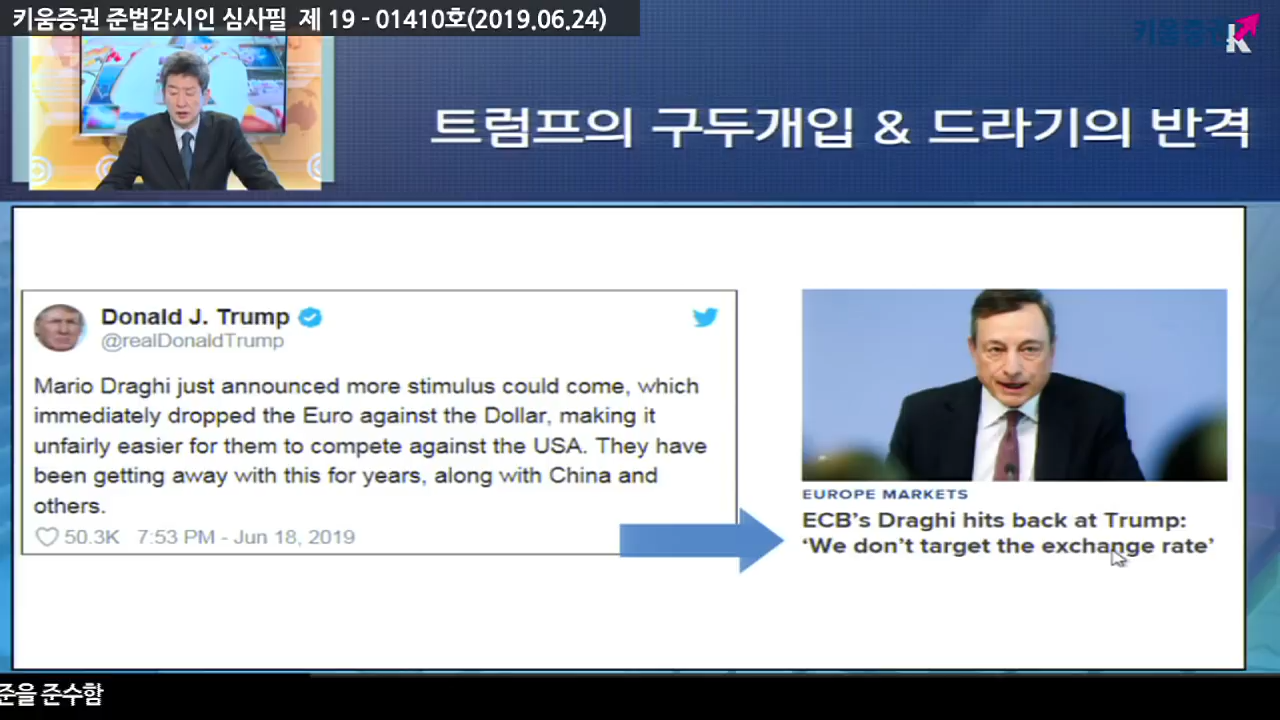 키움증권 준법감시인 심사필 제 19 - 01410호(2019.06.24)
키움증권
트럼프의 구두개입 & 드라기의 반격
Donald J. Trump
@realDonaldTrump
Mario Draghi just announced more stimulus could come, which
immediately dropped the Euro against the Dollar, making it
unfairly easier for them to compete against the USA. They have
been getting away with this for years, along with China and
others.
50.3K 7:53 PM - Jun 18, 2019
EUROPE MARKETS
ECB's Draghi hits back at Trump:
‘We don’t target the exchange rate’
준을 준수함